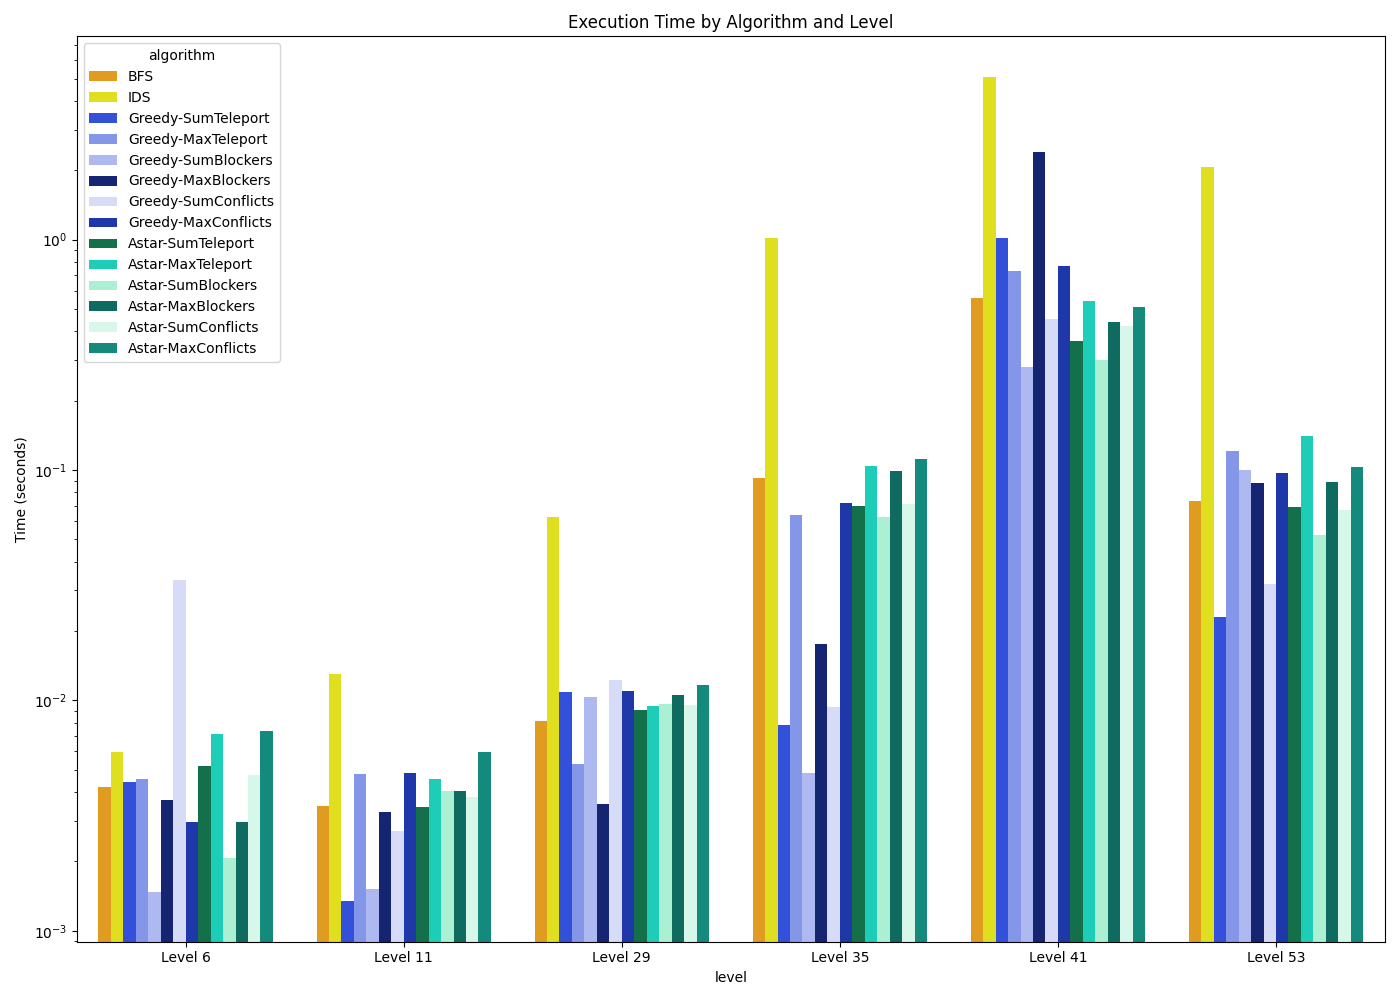 Execution Time by Algorithm and Level
algorithm
BFS
IDS
Greedy-SumTeleport
Greedy-MaxTeleport
Greedy-SumBlockers
Greedy-MaxBlockers
Greedy-SumConflicts
Greedy-MaxConflicts
Astar-SumTeleport
Astar-MaxTeleport
Astar-SumBlockers
Astar-MaxBlockers
Astar-SumConflicts
Astar-MaxConflicts
Time (seconds)
10⁰
10⁻¹
10⁻²
10⁻³
Level 6 Level 11 Level 29 Level 35 Level 41 Level 53
level